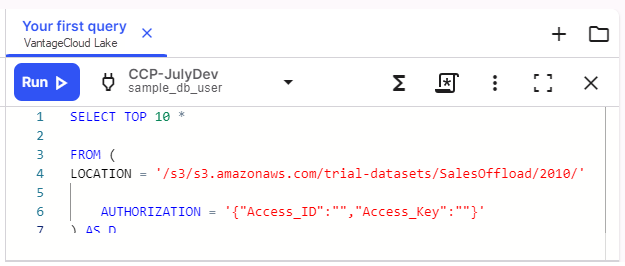 Your first query
VantageCloud Lake
Run
CCP-JulyDev
sample_db_user
1 SELECT TOP 10 *
2
3 FROM (
4 LOCATION = '/s3/s3.amazonaws.com/trial-datasets/SalesOffload/2010/'
5
6 AUTHORIZATION = '{"Access_ID":"","Access_Key":""}'
7 ) AS D